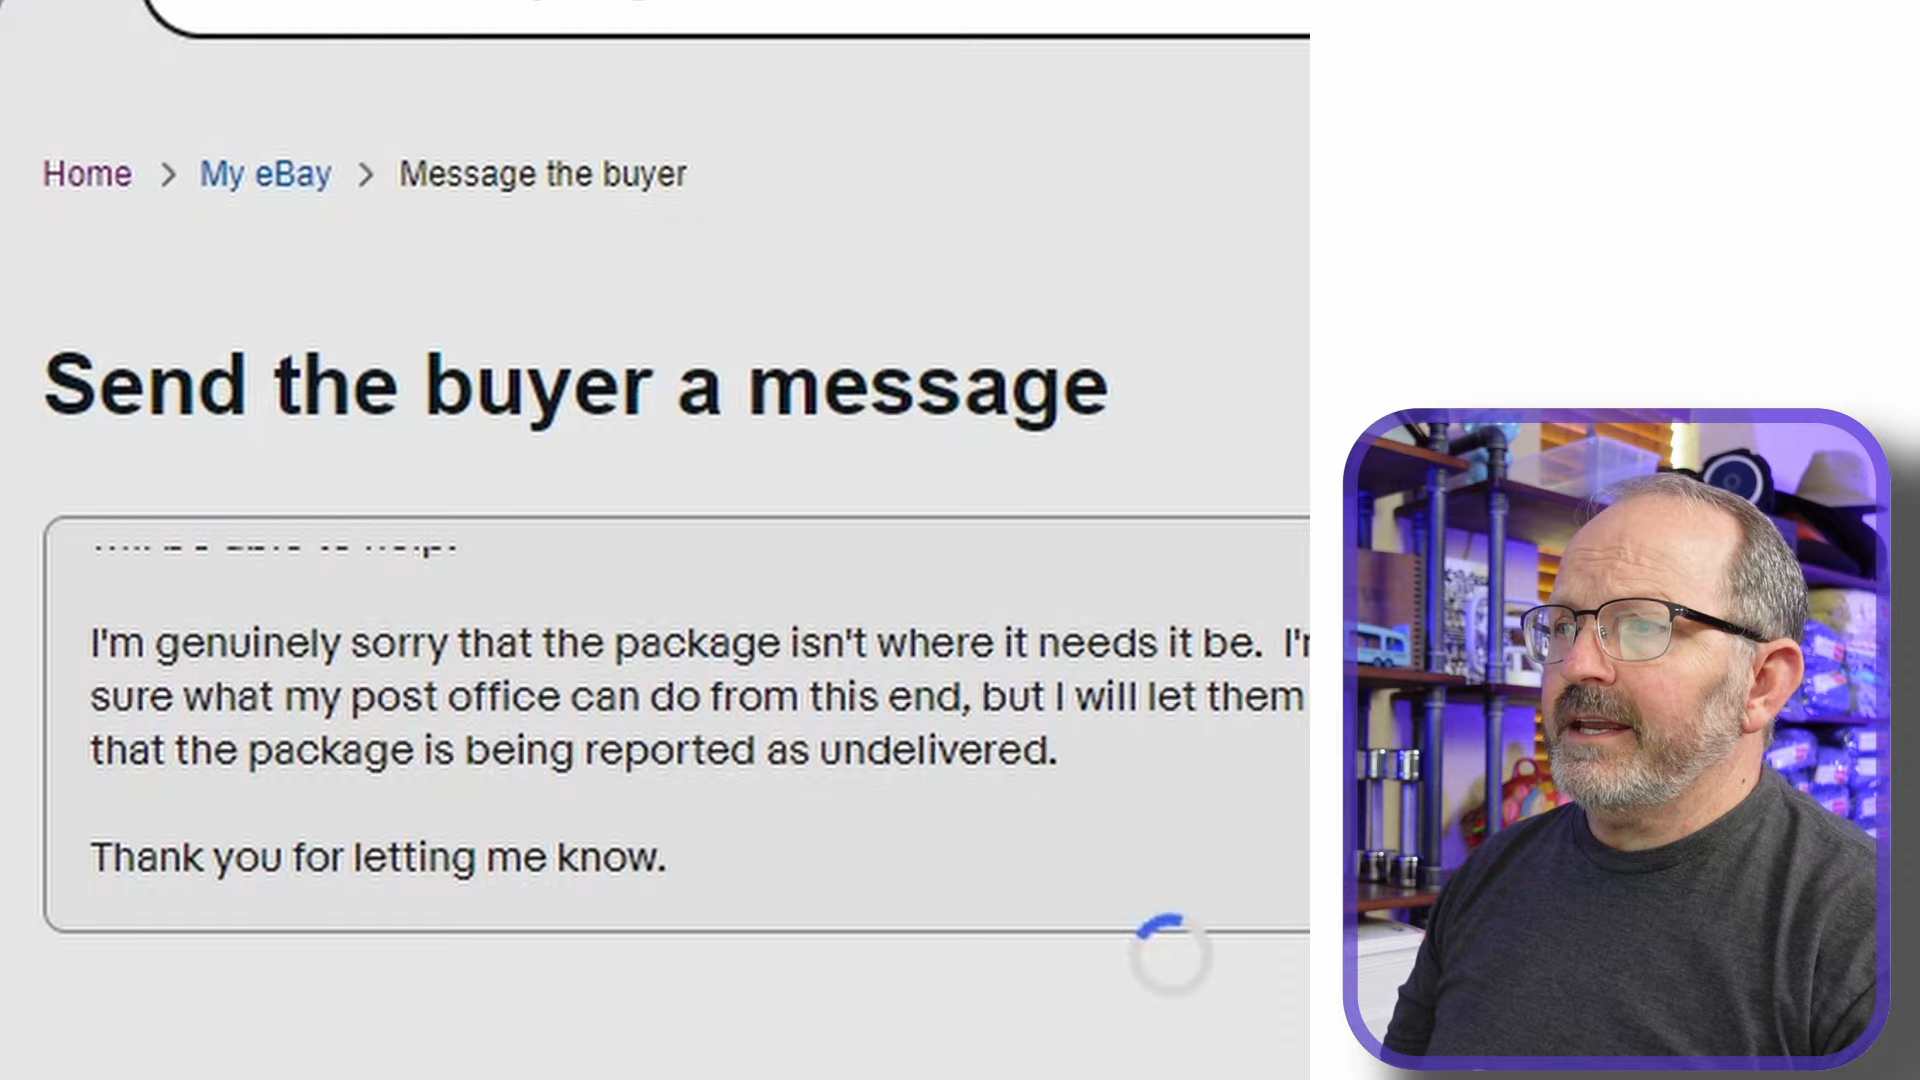 Home > My eBay > Message the buyer
Send the buyer a message
I'm genuinely sorry that the package isn't where it needs it be.
sure what my post office can do from this end, but I will let them
that the package is being reported as undelivered.
Thank you for letting me know.